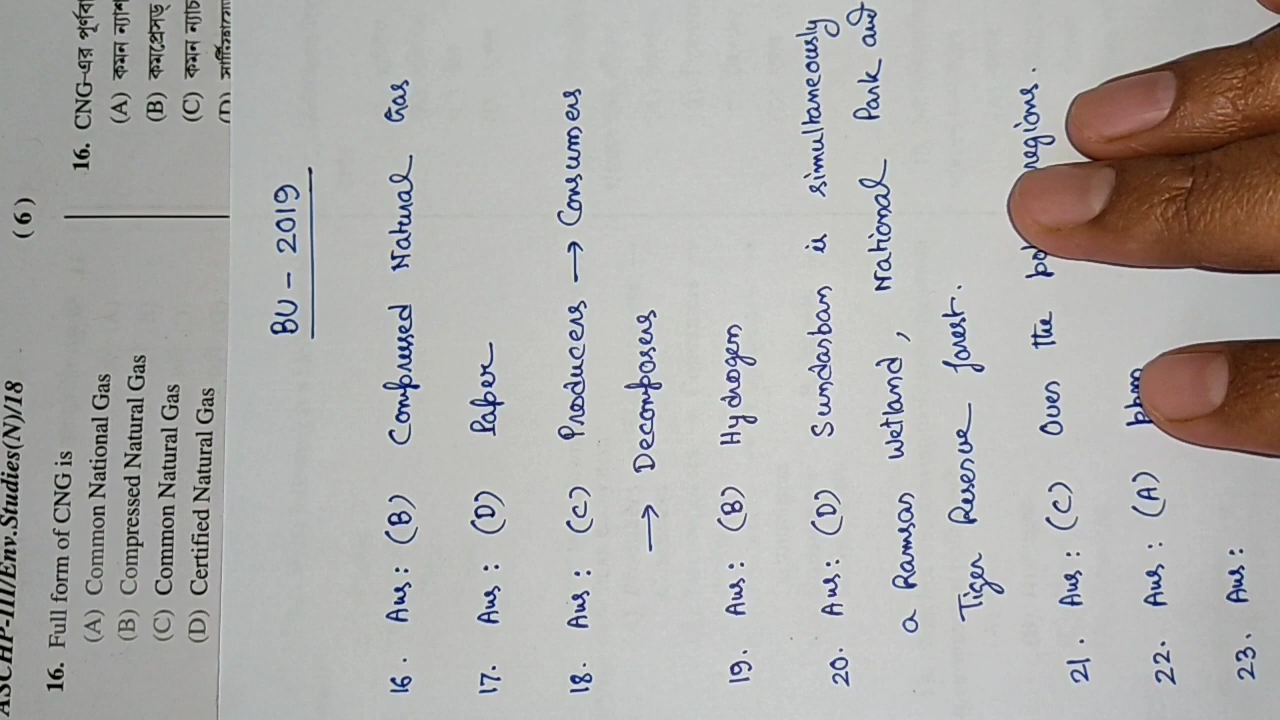 ASCHP-III/Env.Studies(N)/18
(6)
16. Full form of CNG is
(A) Common National Gas
(B) Compressed Natural Gas
(C) Common Natural Gas
(D) Certified Natural Gas
16. CNG-এর
(A) কমন
(B) কমপ্রেসড্
(C) কমন
(D)
BU - 2019
16. Ans: (B) Compressed Natural Gas
17. Ans: (D) Paper
18. Ans: (C) Producers → Consumers
→ Decomposers
19. Ans: (B) Hydrogen
20. Ans: (D) Sundarban is simultaneously
a Ramsar wetland, National Park and
Tiger Reserve forest.
21. Ans: (C) Over the regions.
22. Ans: (A)
23. Ans: